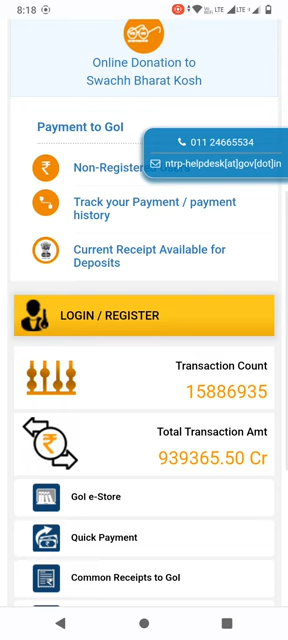 8:18
LTE
LTE
Online Donation to
Swachh Bharat Kosh
Payment to GoI
011 24665534
ntrp-helpdesk[at]gov[dot]in
Non-Registered
Track your Payment / payment
history
Current Receipt Available for
Deposits
LOGIN / REGISTER
Transaction Count
15886935
Total Transaction Amt
939365.50 Cr
GoI e-Store
Quick Payment
Common Receipts to GoI